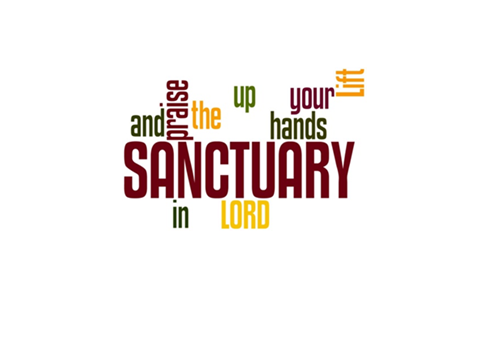 Lift
praise
up your
the
and hands
SANCTUARY
in LORD